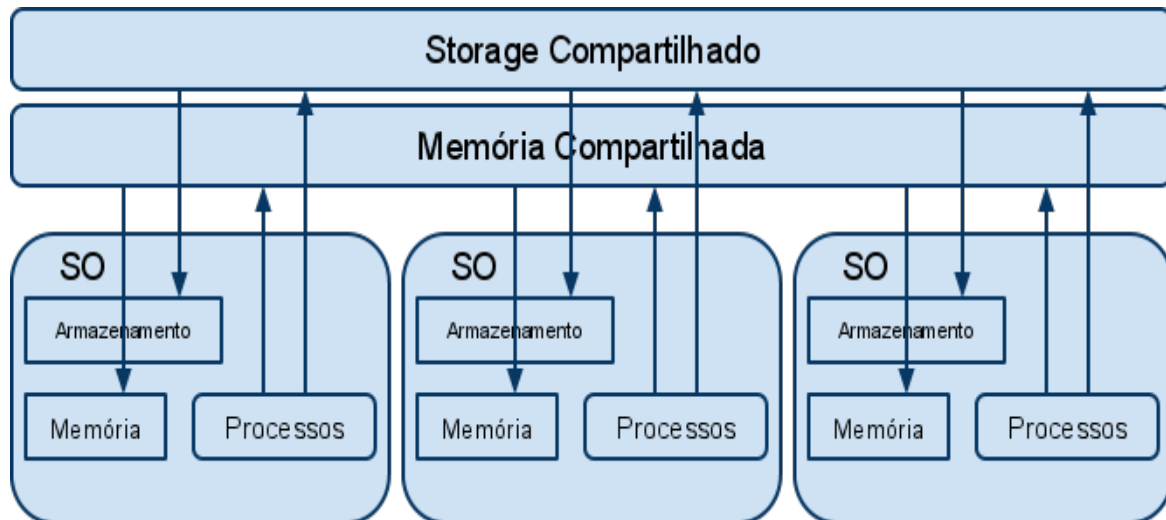 Storage Compartilhado
Memória Compartilhada
SO
SO
SO
Armazenamento
Armazenamento
Armazenamento
Memória
Processos
Memória
Processos
Memória
Processos